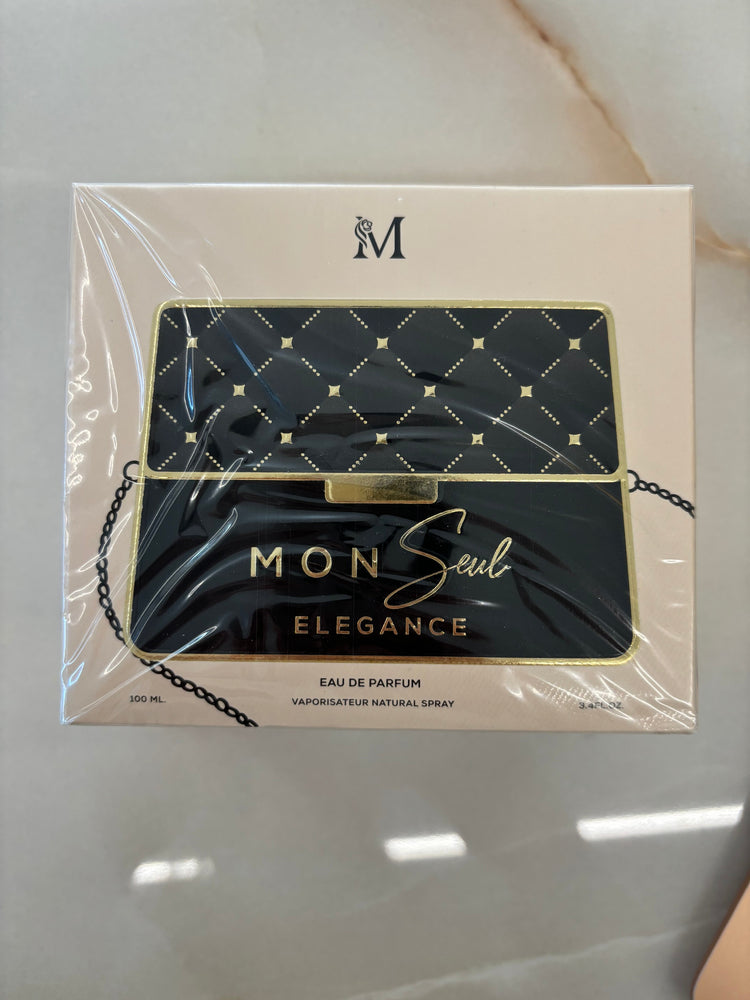 M
MON Seul
ELEGANCE
EAU DE PARFUM
100 ML.
VAPORISATEUR NATURAL SPRAY
3.4FL.OZ.